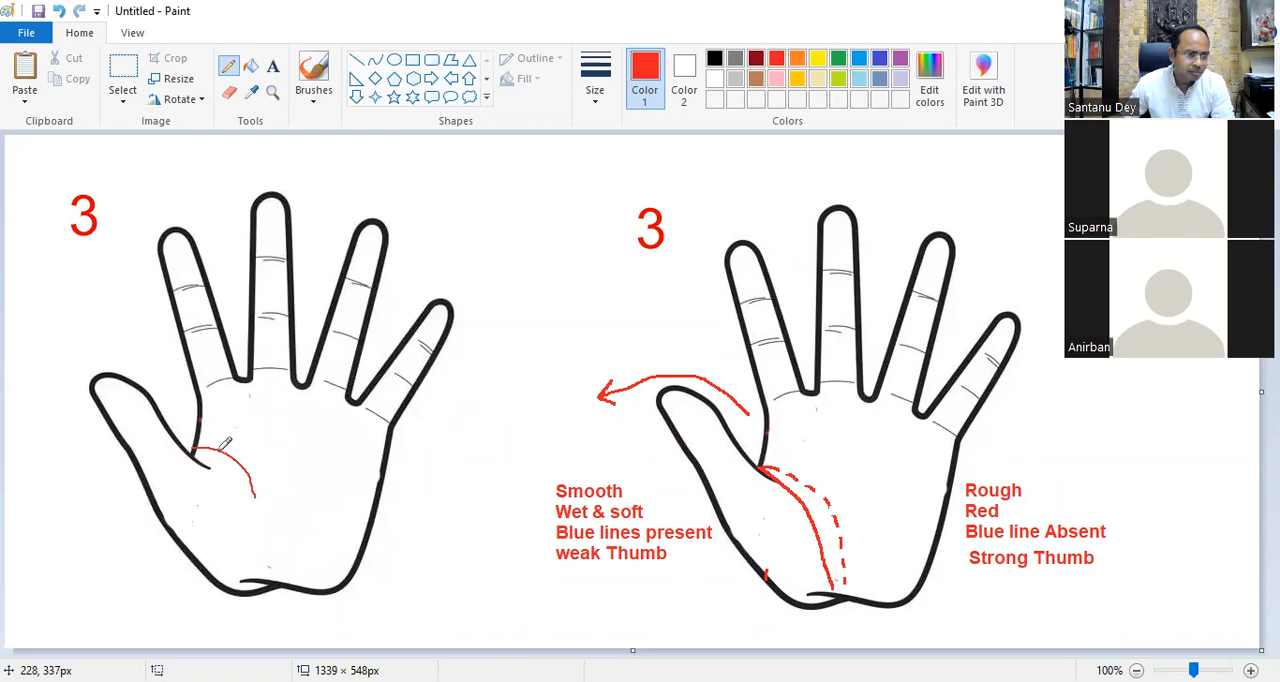 Untitled - Paint
File
Home
View
Paste
Cut
Copy
Clipboard
Select
Crop
Resize
Rotate
Image
A
Tools
Brushes
Shapes
Outline
Fill
Size
Color
1
Color
2
Edit
colors
Edit with
Paint 3D
Colors
Santanu Dey
Suparna
Anirban
3
3
Smooth
Wet & soft
Blue lines present
weak Thumb
Rough
Red
Blue line Absent
Strong Thumb
228, 337px
1339 × 548px
100%